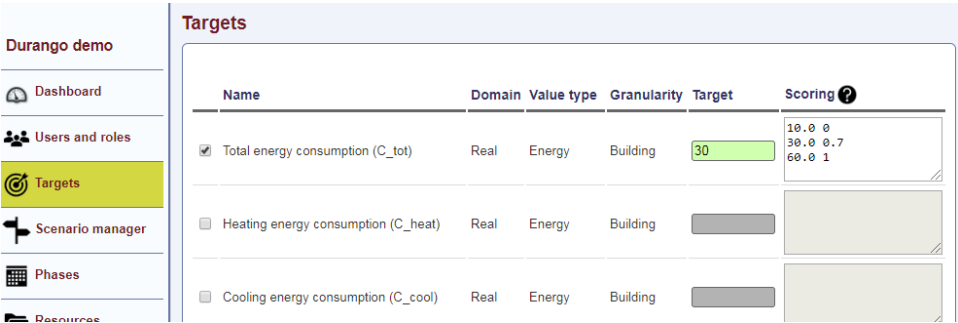 Targets
Durango demo
Dashboard
Users and roles
Targets
Scenario manager
Phases
Resources
Name Domain Value type Granularity Target Scoring ?
Total energy consumption (C_tot) Real Energy Building 30
10.0 0
30.0 0.7
60.0 1
Heating energy consumption (C_heat) Real Energy Building
Cooling energy consumption (C_cool) Real Energy Building